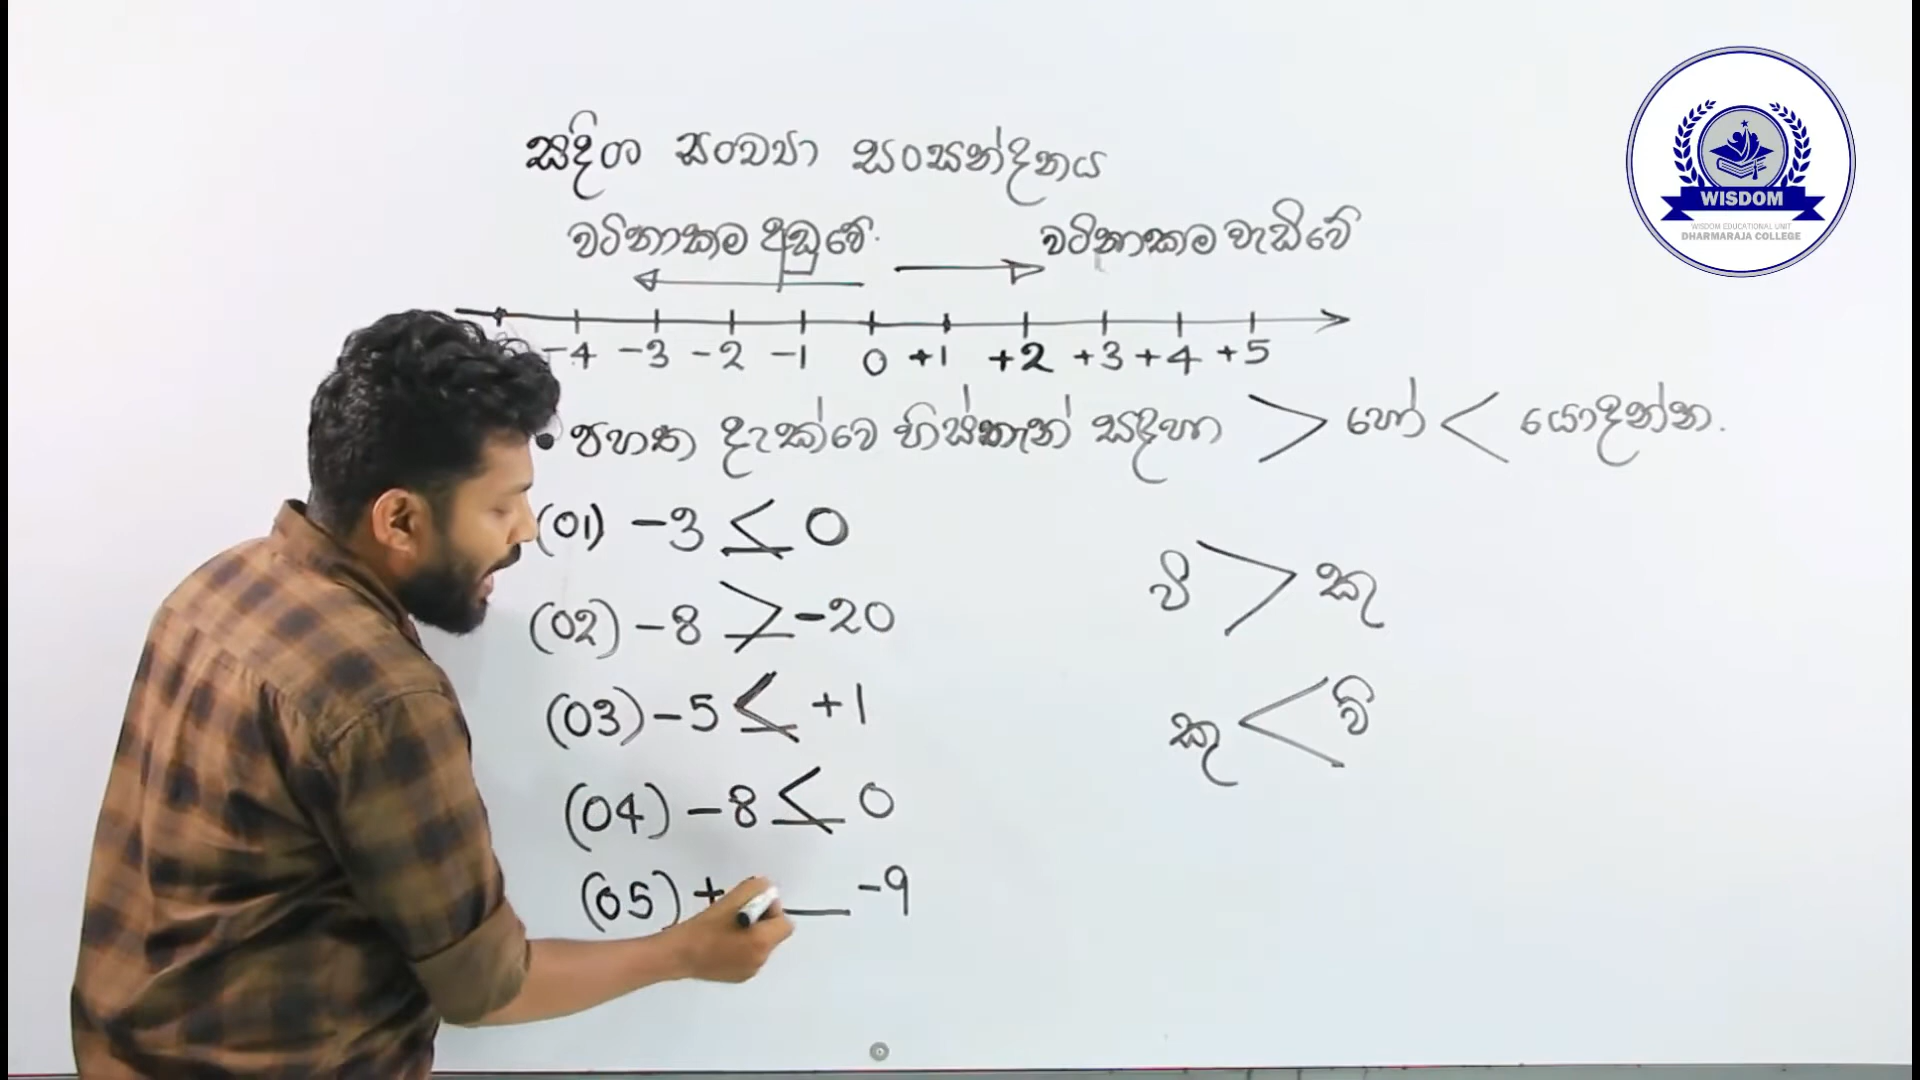 සදිශ සංඛ්‍යා සංසන්දනය
වටිනාකම අඩුවේ.
වටිනාකම වැඩිවේ
-4 -3 -2 -1 0 +1 +2 +3 +4 +5
• පහත දැක්වෙ හිස්තැන් සඳහා > හෝ < යොදන්න.
(01) -3 < 0
(02) -8 > -20
(03) -5 < +1
(04) -8 < 0
(05) + __ -9
වි > කු
කු < වි
WISDOM
WISDOM EDUCATIONAL UNIT
DHARMARAJA COLLEGE